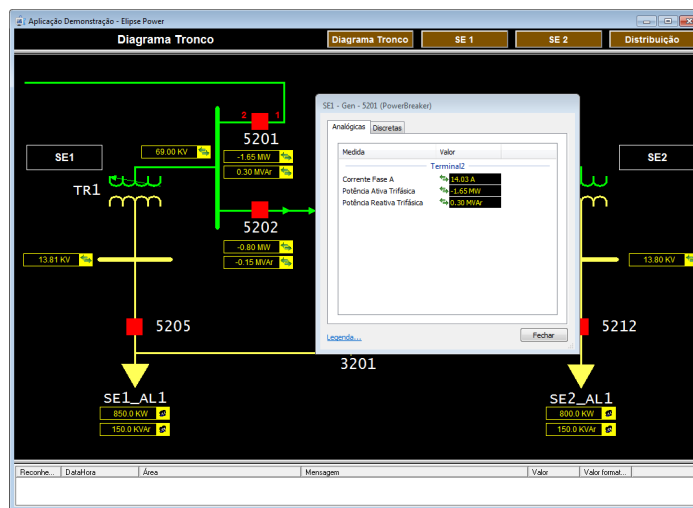 Aplicação Demonstração - Elipse Power
Diagrama Tronco
Diagrama Tronco
SE 1
SE 2
Distribuição
SE1 - Gen - 5201 (PowerBreaker)
Analógicas
Discretas
Medida
Valor
Terminal2
Corrente Fase A
14.03 A
Potência Ativa Trifásica
-1.65 MW
Potência Reativa Trifásica
0.30 MVAr
Legenda...
Fechar
2
1
5201
69.00 KV
-1.65 MW
0.30 MVAr
SE1
SE2
TR1
5202
-0.80 MW
-0.15 MVAr
13.81 KV
13.80 KV
5205
5212
3201
SE1_AL1
850.0 KW
150.0 KVAr
SE2_AL1
800.0 KW
150.0 KVAr
Reconhe...
DataHora
Área
Mensagem
Valor
Valor format...